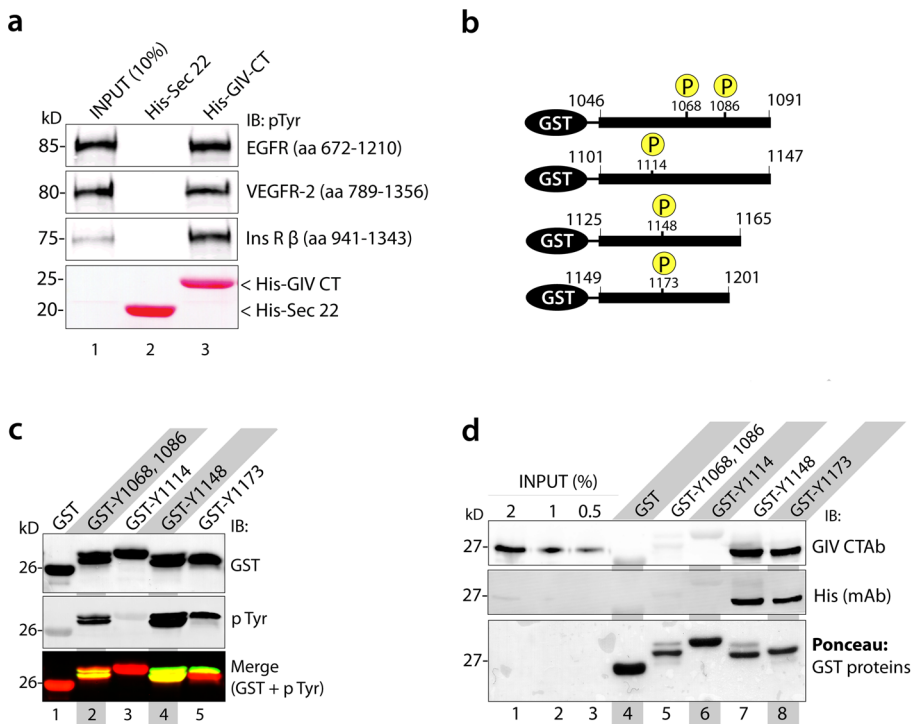 a
INPUT (10%)
His-Sec 22
His-GIV-CT
kD
IB: pTyr
85-
EGFR (aa 672-1210)
80-
VEGFR-2 (aa 789-1356)
75-
Ins R β (aa 941-1343)
25-
< His-GIV CT
20-
< His-Sec 22
1 2 3
b
P P
1046 1068 1086 1091
GST
P
1101 1114 1147
GST
P
1125 1148 1165
GST
P
1149 1173 1201
GST
c
GST
GST-Y1068, 1086
GST-Y1114
GST-Y1148
GST-Y1173
kD
IB:
26-
GST
26-
p Tyr
26-
Merge
(GST + p Tyr)
1 2 3 4 5
d
INPUT (%)
2 1 0.5
GST
GST-Y1068, 1086
GST-Y1114
GST-Y1148
GST-Y1173
kD
IB:
27-
GIV CTAb
27-
His (mAb)
27-
Ponceau:
GST proteins
1 2 3 4 5 6 7 8